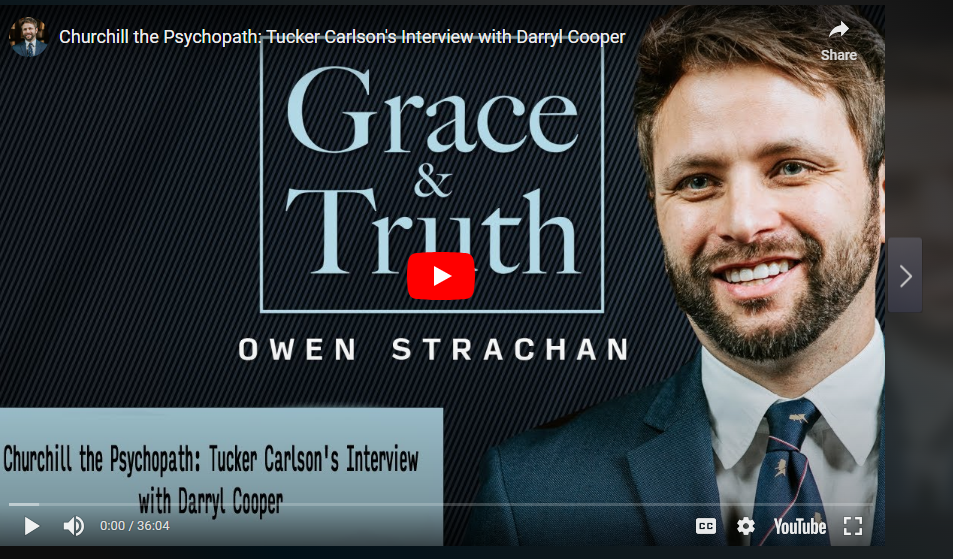 Churchill the Psychopath: Tucker Carlson's Interview with Darryl Cooper
Share
Grace
&
Truth
OWEN STRACHAN
Churchill the Psychopath: Tucker Carlson's Interview
with Darryl Cooper
0:00 / 36:04
CC
YouTube